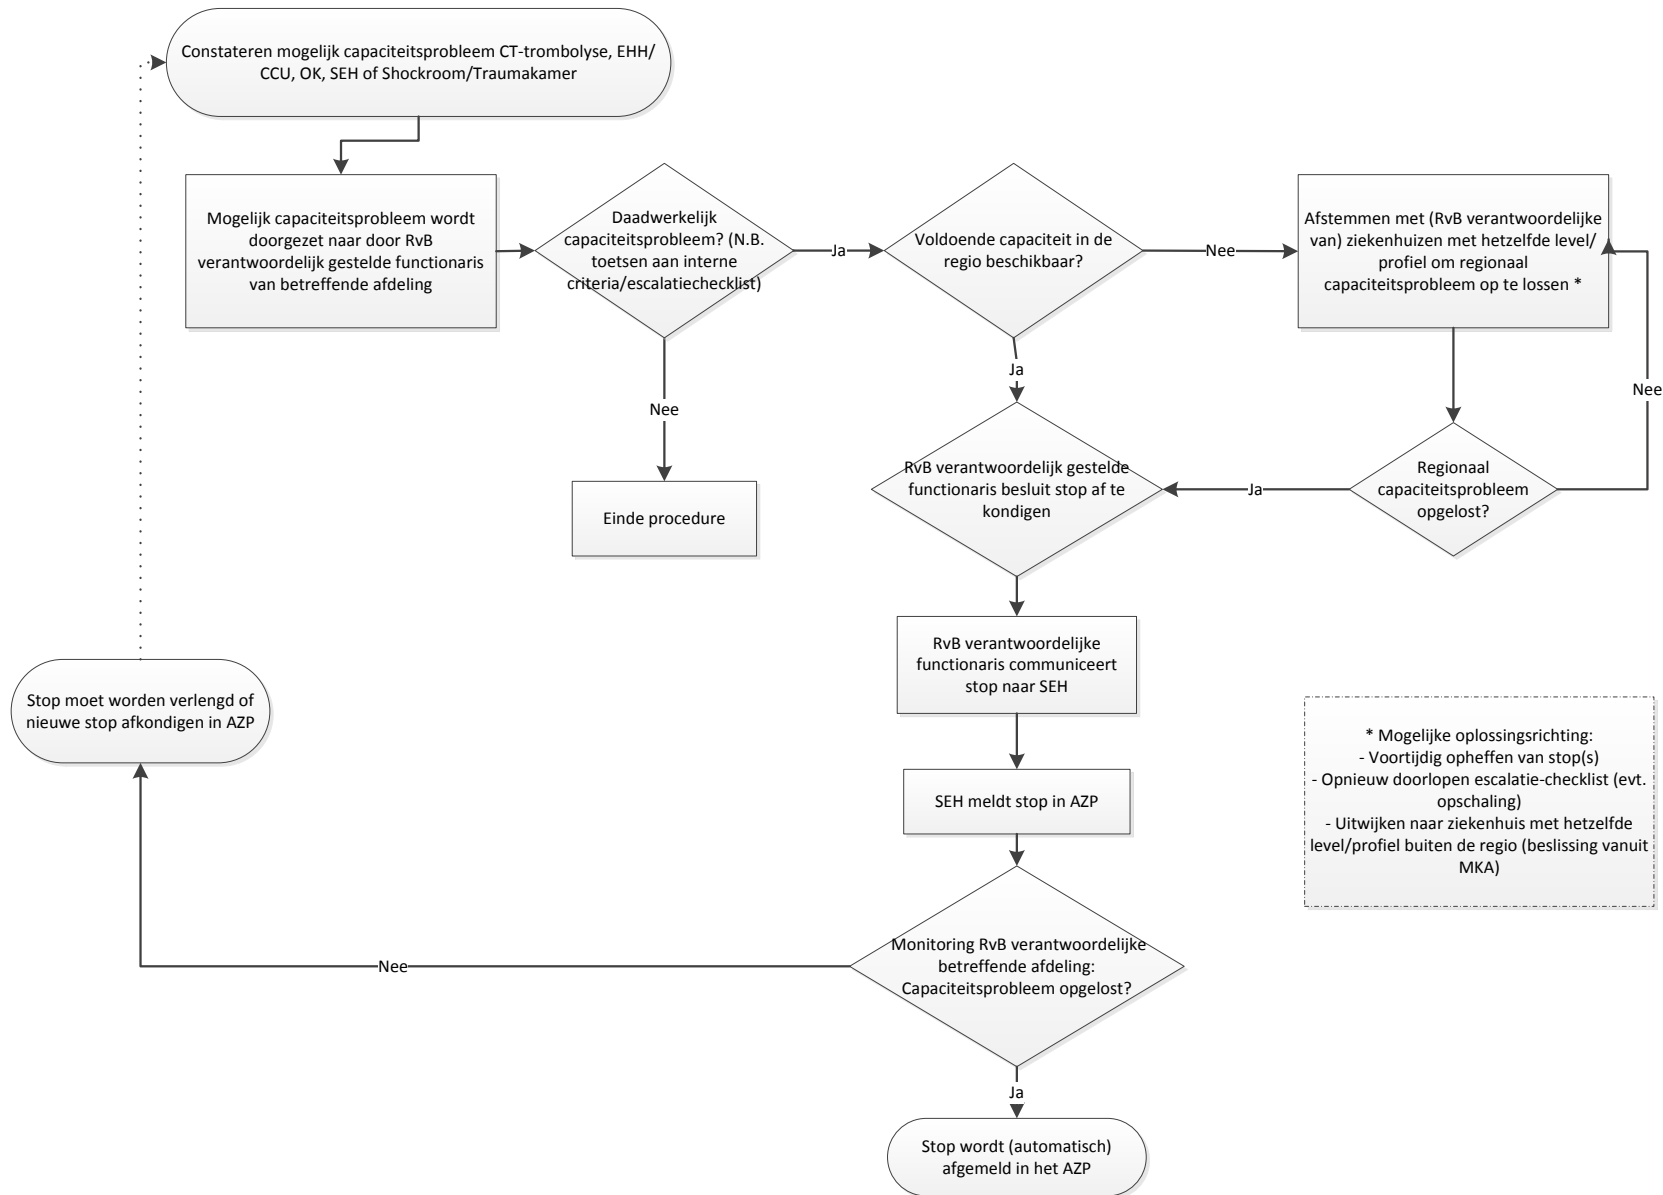 Constateren mogelijk capaciteitsprobleem CT-trombolyse, EHH/
CCU, OK, SEH of Shockroom/Traumakamer
Mogelijk capaciteitsprobleem wordt
doorgezet naar door RvB
verantwoordelijk gestelde functionaris
van betreffende afdeling
Daadwerkelijk
capaciteitsprobleem? (N.B.
toetsen aan interne
criteria/escalatiechecklist)
Ja
Voldoende capaciteit in de
regio beschikbaar?
Nee
Afstemmen met (RvB verantwoordelijke
van) ziekenhuizen met hetzelfde level/
profiel om regionaal
capaciteitsprobleem op te lossen *
Ja
Nee
Nee
Einde procedure
RvB verantwoordelijk gestelde
functionaris besluit stop af te
kondigen
Ja
Regionaal
capaciteitsprobleem
opgelost?
RvB verantwoordelijke
functionaris communiceert
stop naar SEH
Stop moet worden verlengd of
nieuwe stop afkondigen in AZP
* Mogelijke oplossingsrichting:
- Voortijdig opheffen van stop(s)
- Opnieuw doorlopen escalatie-checklist (evt.
opschaling)
- Uitwijken naar ziekenhuis met hetzelfde
level/profiel buiten de regio (beslissing vanuit
MKA)
SEH meldt stop in AZP
Nee
Monitoring RvB verantwoordelijke
betreffende afdeling:
Capaciteitsprobleem opgelost?
Ja
Stop wordt (automatisch)
afgemeld in het AZP